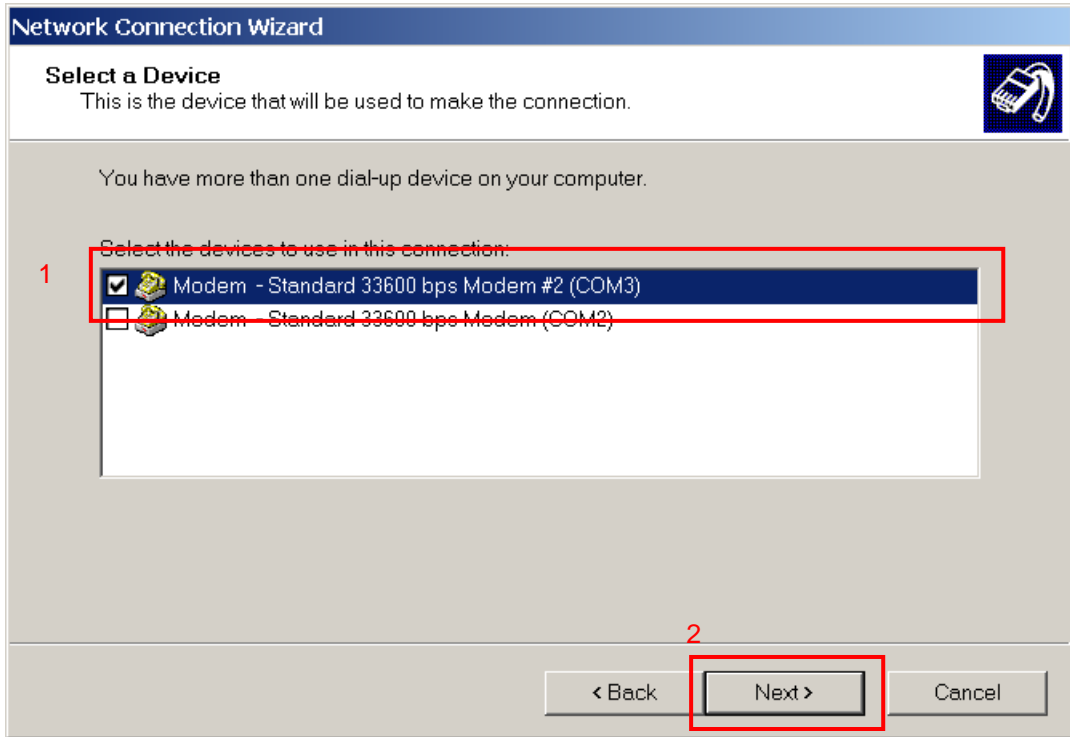 Network Connection Wizard
Select a Device
This is the device that will be used to make the connection.
You have more than one dial-up device on your computer.
Select the devices to use in this connection:
1
Modem - Standard 33600 bps Modem #2 (COM3)
Modem - Standard 33600 bps Modem (COM2)
2
< Back Next > Cancel